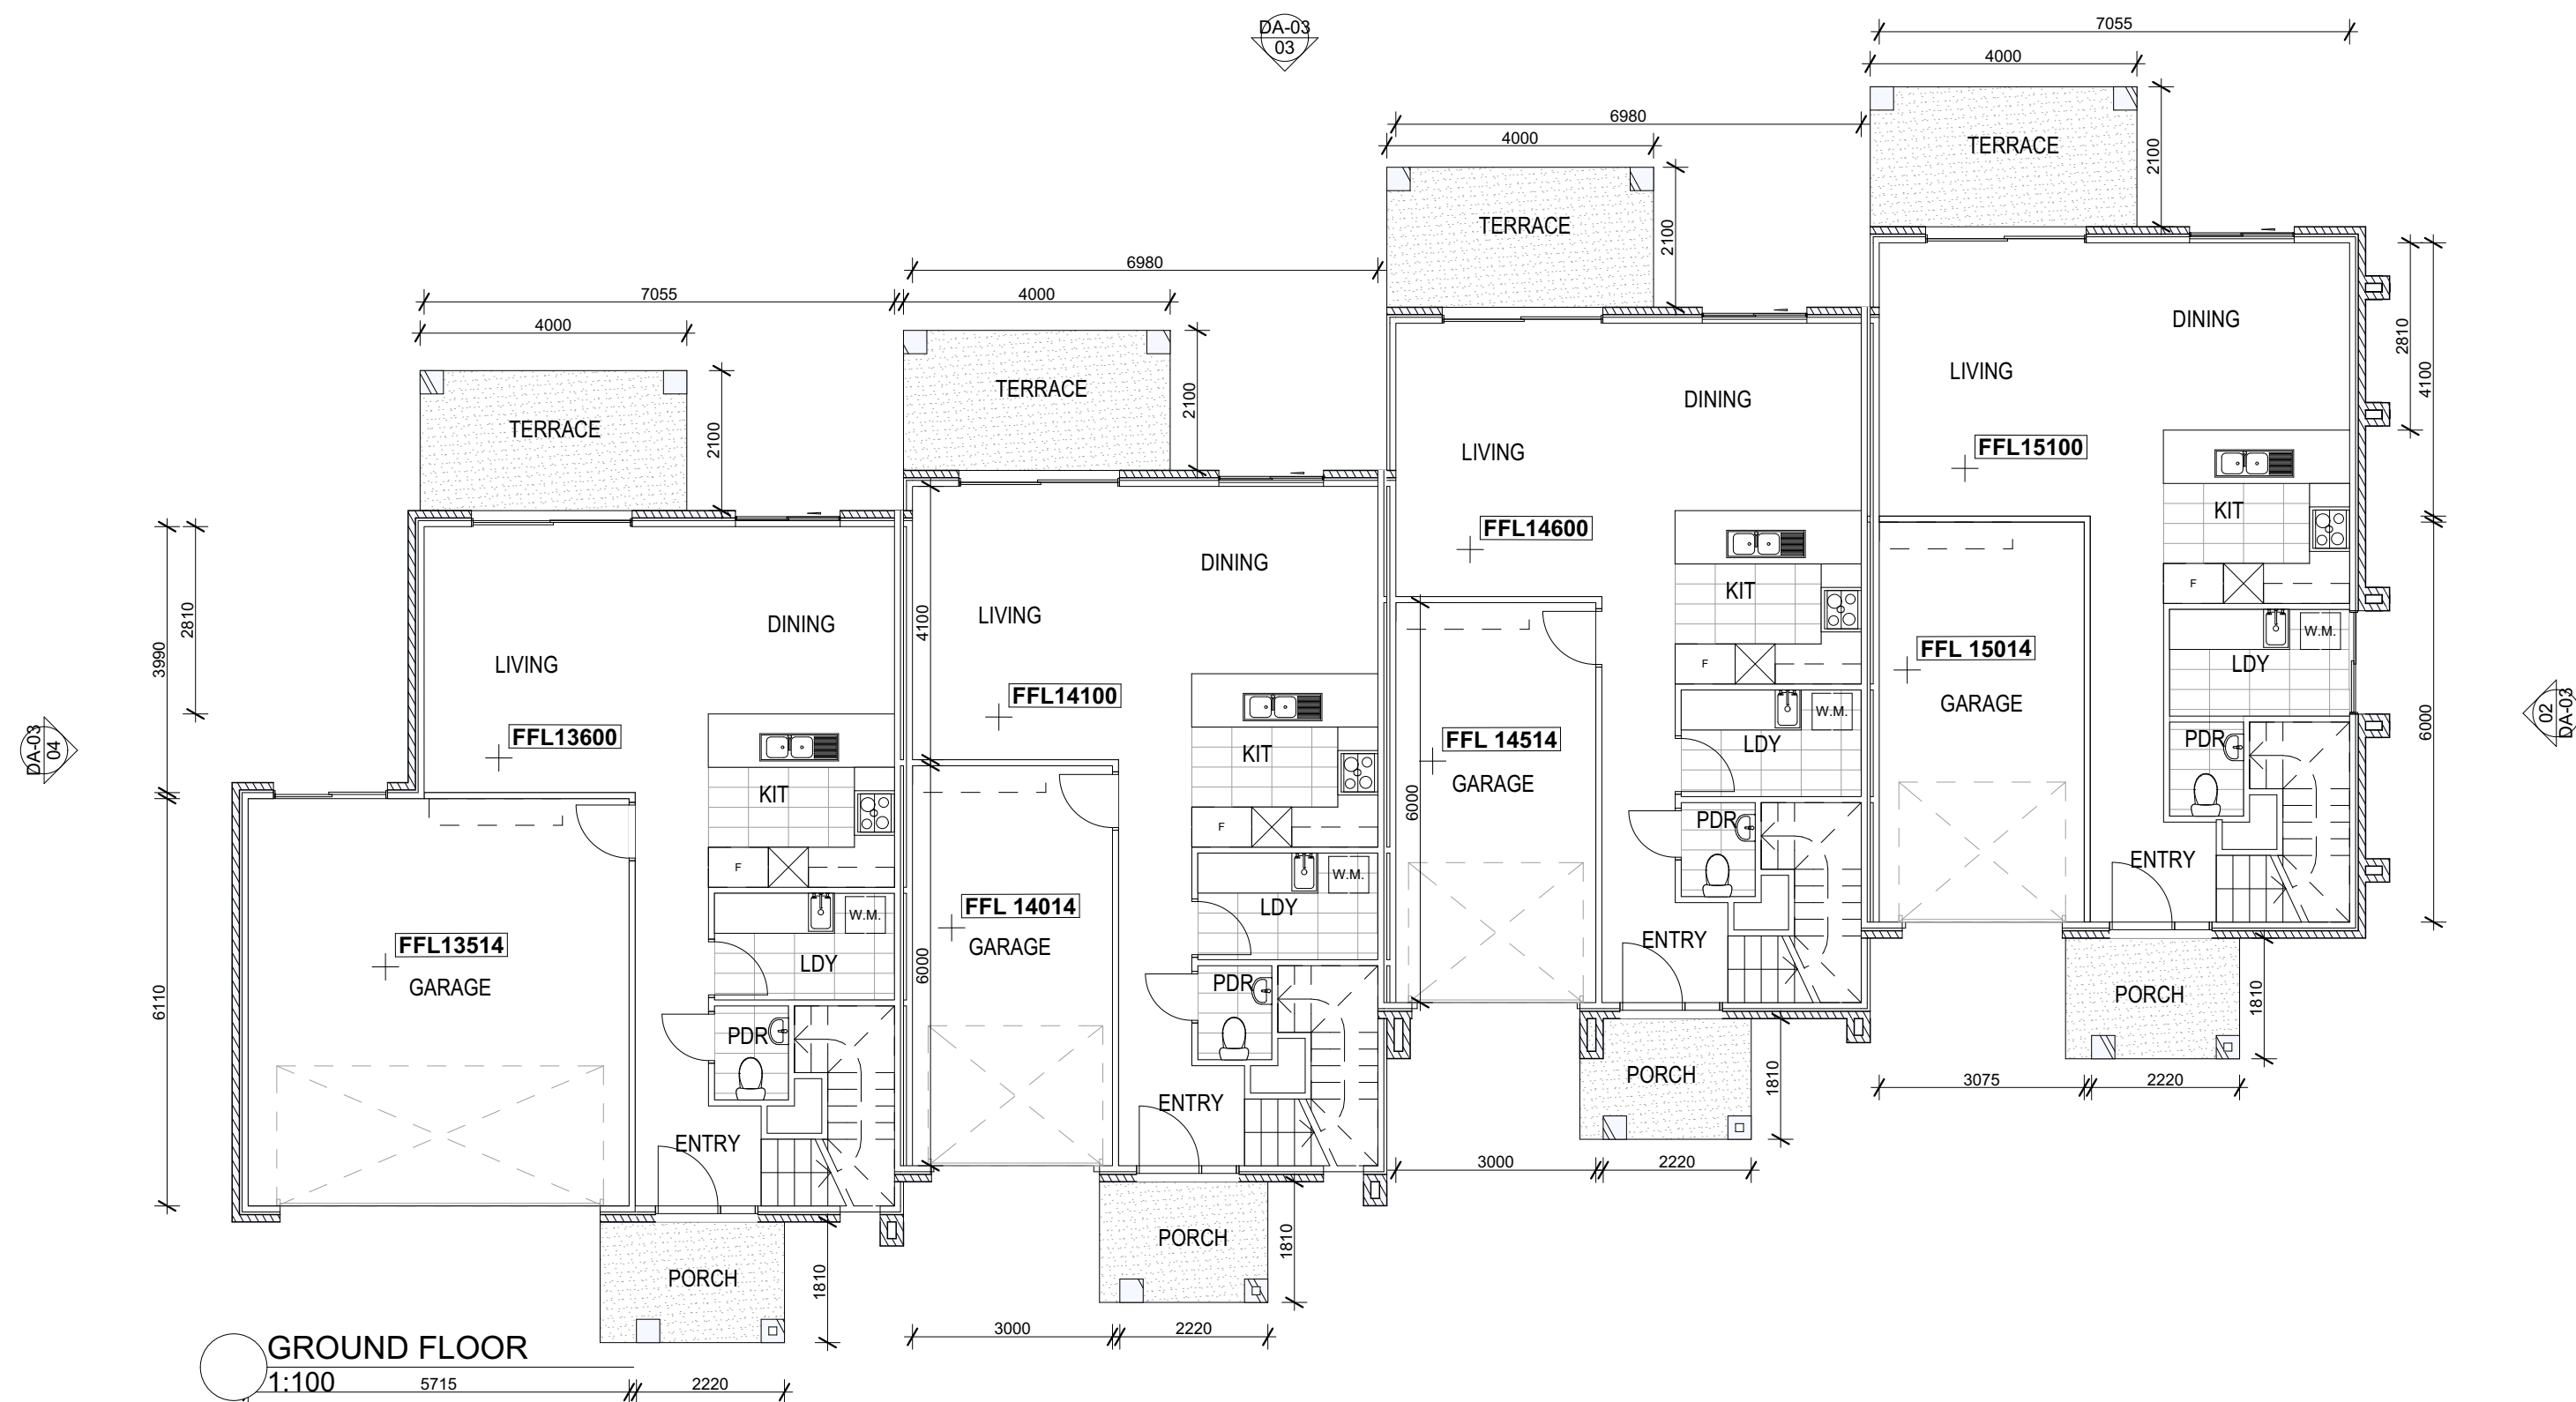 DA-03
03
7055
4000
2100
TERRACE
6980
4000
2100
TERRACE
6980
4000
2100
TERRACE
7055
4000
2100
TERRACE
DA-03
04
3990
2810
6110
LIVING
DINING
FFL13600
KIT
F
W.M.
LDY
FFL13514
GARAGE
PDR
ENTRY
PORCH
1810
5715
2220
4100
6000
LIVING
DINING
FFL14100
KIT
F
W.M.
LDY
FFL 14014
GARAGE
PDR
ENTRY
PORCH
1810
3000
2220
LIVING
DINING
FFL14600
KIT
F
W.M.
LDY
FFL 14514
GARAGE
6000
PDR
ENTRY
PORCH
1810
3000
2220
LIVING
DINING
FFL15100
KIT
F
W.M.
LDY
FFL 15014
GARAGE
PDR
ENTRY
PORCH
1810
3075
2220
2810
4100
6000
02
DA-03
GROUND FLOOR
1:100